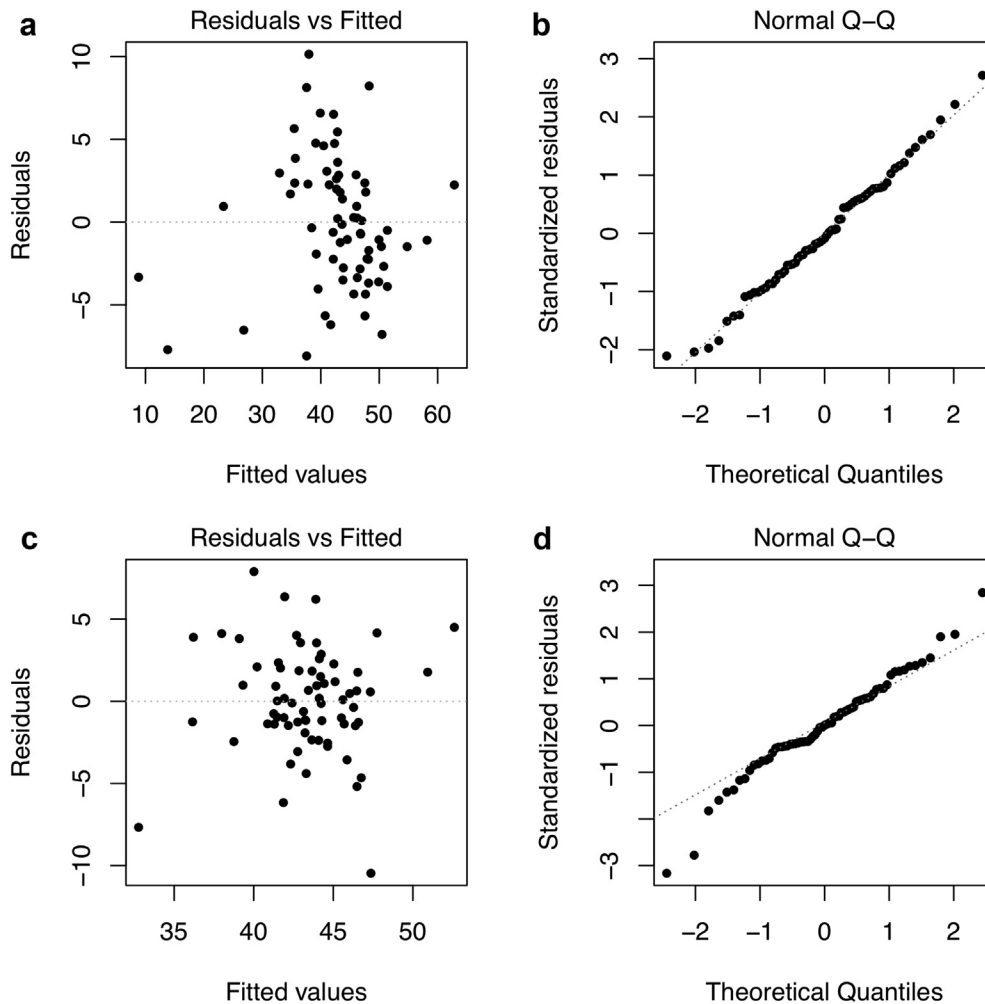 a
Residuals vs Fitted
Residuals
10
5
0
−5
10 20 30 40 50 60
Fitted values
b
Normal Q−Q
Standardized residuals
3
2
1
0
−1
−2
−2 −1 0 1 2
Theoretical Quantiles
c
Residuals vs Fitted
Residuals
5
0
−5
−10
35 40 45 50
Fitted values
d
Normal Q−Q
Standardized residuals
3
2
1
0
−1
−3
−2 −1 0 1 2
Theoretical Quantiles